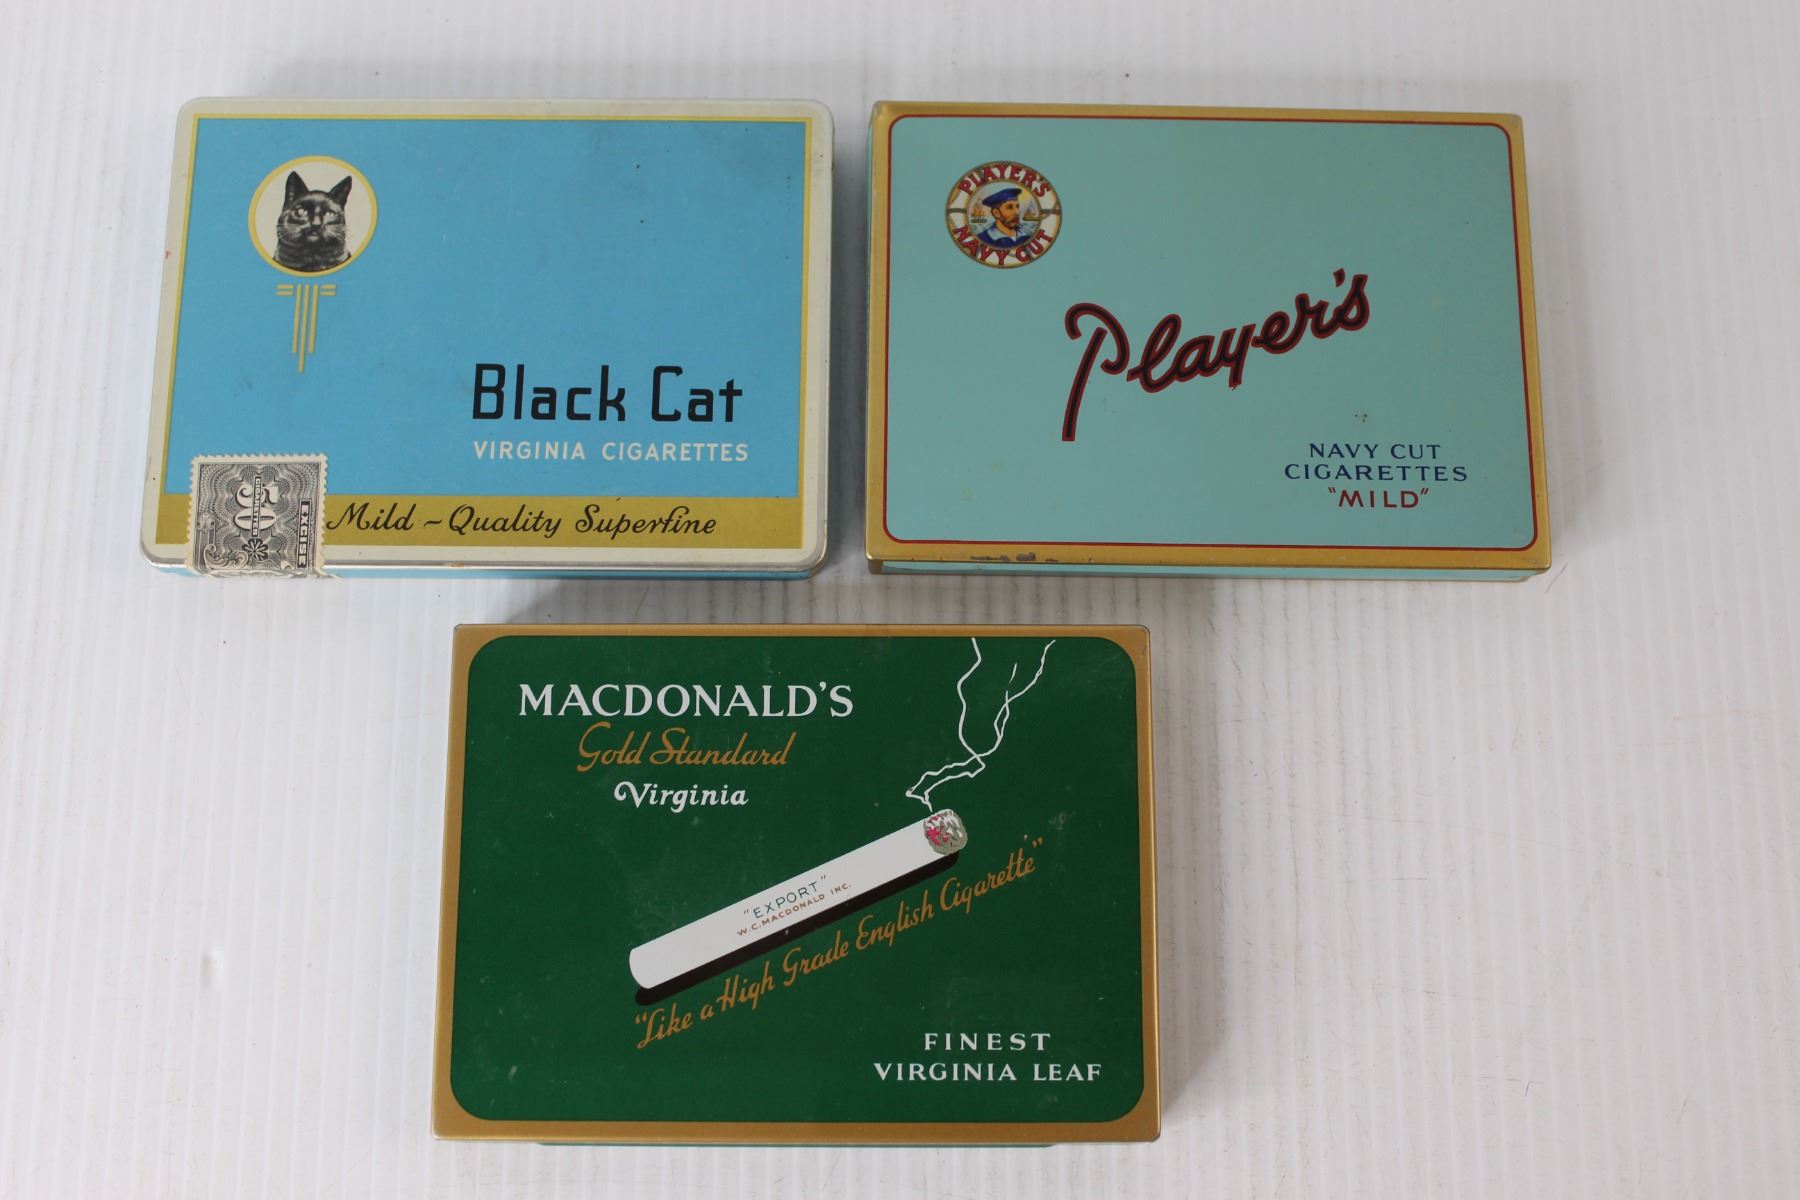 Black Cat
VIRGINIA CIGARETTES
Mild ~ Quality Superfine
50
CIGARETTES
EXCISE
PLAYER'S
NAVY CUT
Player's
NAVY CUT
CIGARETTES
"MILD"
MACDONALD'S
Gold Standard
Virginia
"EXPORT"
W.C. MACDONALD INC.
"Like a High Grade English Cigarette"
FINEST
VIRGINIA LEAF